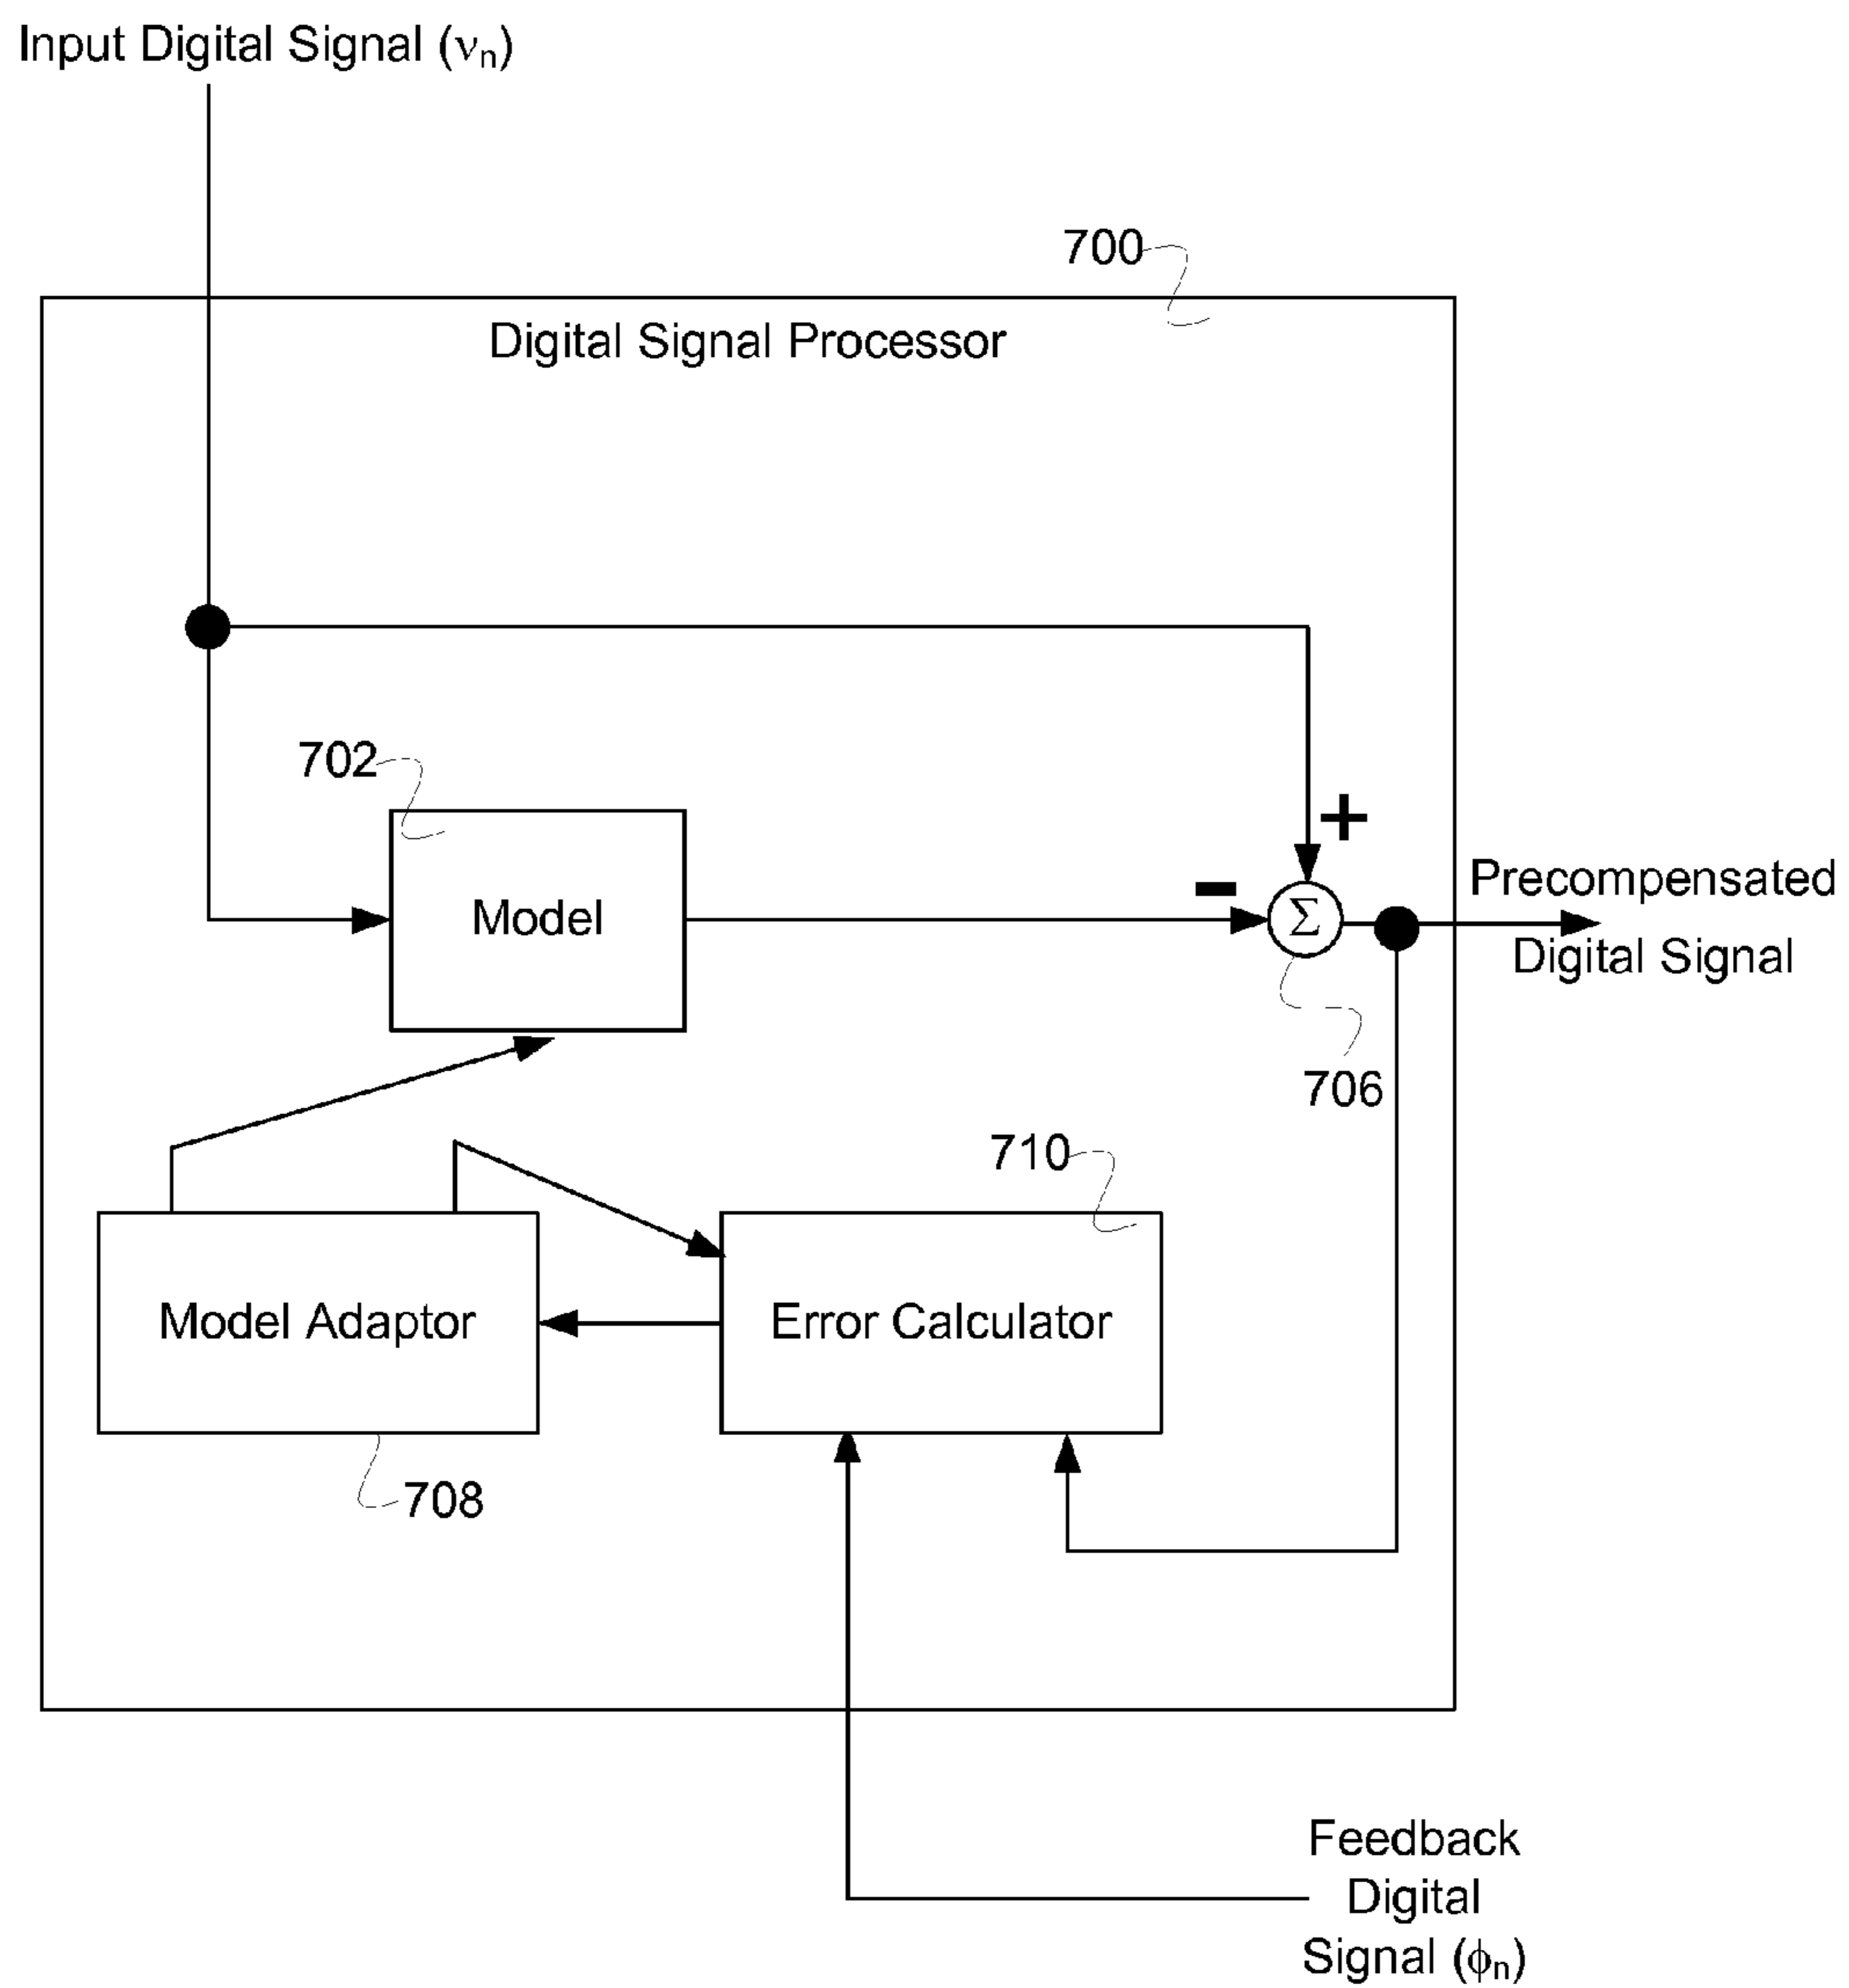 Input Digital Signal (νn)
700
Digital Signal Processor
702
+
Model
-
Σ
Precompensated
Digital Signal
706
710
Model Adaptor
Error Calculator
708
Feedback
Digital
Signal (ϕn)